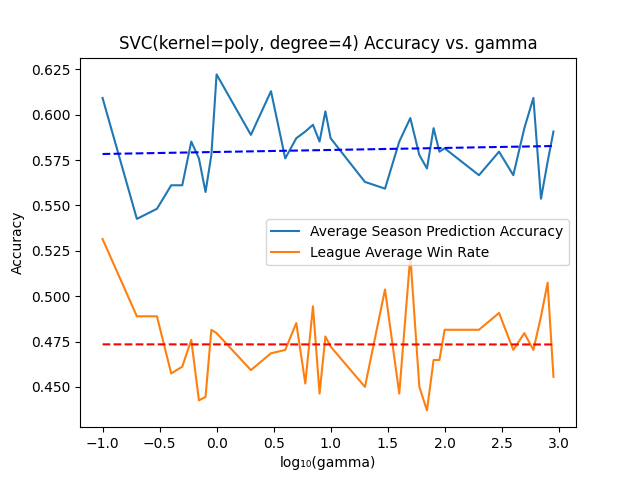 SVC(kernel=poly, degree=4) Accuracy vs. gamma
0.625
0.600
0.575
0.550
0.525
0.500
0.475
0.450
Accuracy
Average Season Prediction Accuracy
League Average Win Rate
−1.0 −0.5 0.0 0.5 1.0 1.5 2.0 2.5 3.0
log₁₀(gamma)